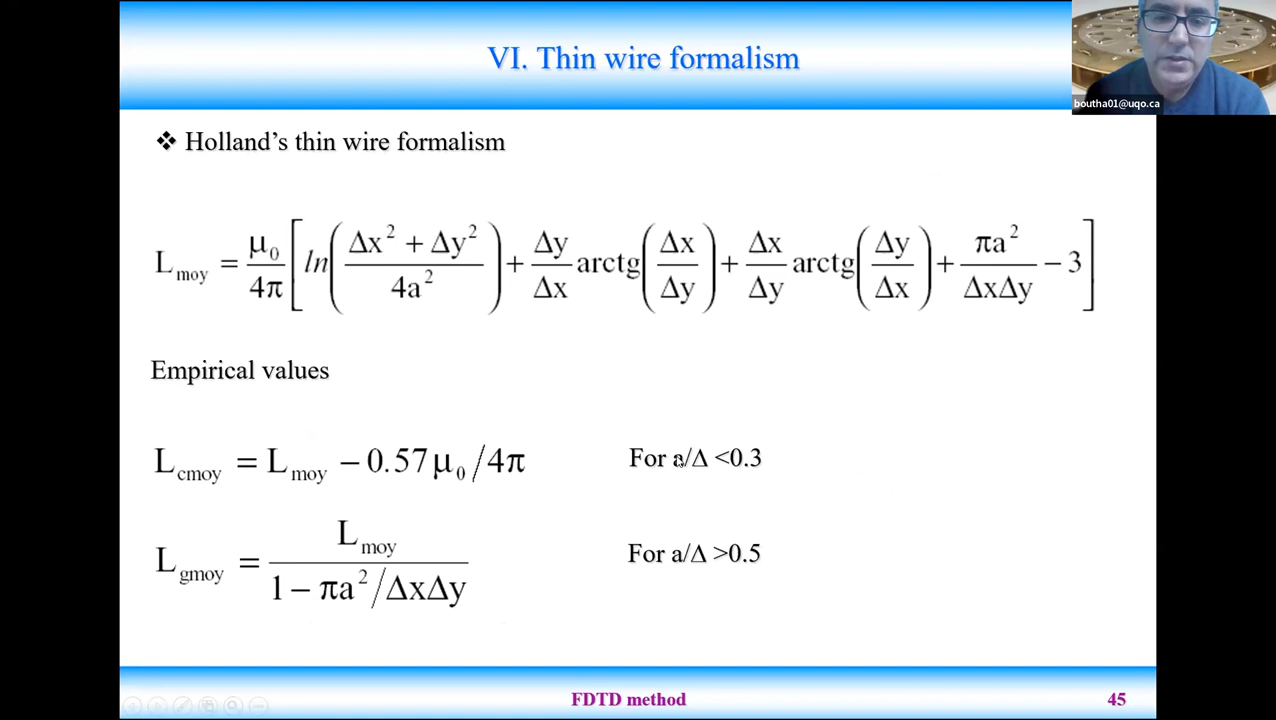 VI. Thin wire formalism
boutha01@uqo.ca
❖ Holland's thin wire formalism
L_moy = μ₀/4π [ ln( (Δx² + Δy²)/4a² ) + Δy/Δx arctg( Δx/Δy ) + Δx/Δy arctg( Δy/Δx ) + πa²/ΔxΔy − 3 ]
Empirical values
L_cmoy = L_moy − 0.57 μ₀/4π For a/Δ <0.3
L_gmoy = L_moy / (1 − πa²/ΔxΔy) For a/Δ >0.5
FDTD method 45